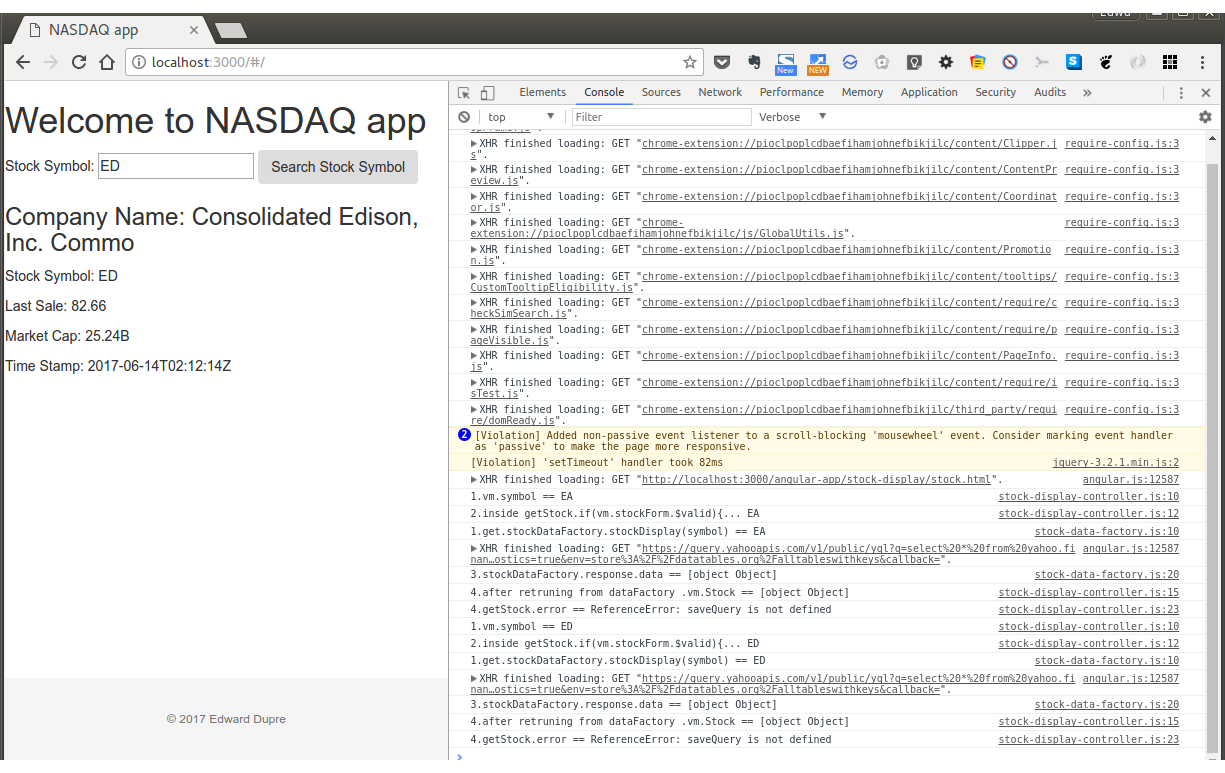 NASDAQ app
localhost:3000/#/
New
NEW
Welcome to NASDAQ app
Stock Symbol: ED
Search Stock Symbol
Company Name: Consolidated Edison,
Inc. Commo
Stock Symbol: ED
Last Sale: 82.66
Market Cap: 25.24B
Time Stamp: 2017-06-14T02:12:14Z
© 2017 Edward Dupre
Elements Console Sources Network Performance Memory Application Security Audits »
top Filter Verbose
XHR finished loading: GET "chrome-extension://pioclpoplcdbaefihamjohnefbikjilc/content/Clipper.j require-config.js:3
s".
XHR finished loading: GET "chrome-extension://pioclpoplcdbaefihamjohnefbikjilc/content/ContentPr require-config.js:3
eview.js".
XHR finished loading: GET "chrome-extension://pioclpoplcdbaefihamjohnefbikjilc/content/Coordinat require-config.js:3
or.js".
XHR finished loading: GET "chrome- require-config.js:3
extension://pioclpoplcdbaefihamjohnefbikjilc/js/GlobalUtils.js".
XHR finished loading: GET "chrome-extension://pioclpoplcdbaefihamjohnefbikjilc/content/Promotio require-config.js:3
n.js".
XHR finished loading: GET "chrome-extension://pioclpoplcdbaefihamjohnefbikjilc/content/tooltips/ require-config.js:3
CustomTooltipEligibility.js".
XHR finished loading: GET "chrome-extension://pioclpoplcdbaefihamjohnefbikjilc/content/require/c require-config.js:3
heckSimSearch.js".
XHR finished loading: GET "chrome-extension://pioclpoplcdbaefihamjohnefbikjilc/content/require/p require-config.js:3
ageVisible.js".
XHR finished loading: GET "chrome-extension://pioclpoplcdbaefihamjohnefbikjilc/content/PageInfo. require-config.js:3
js".
XHR finished loading: GET "chrome-extension://pioclpoplcdbaefihamjohnefbikjilc/content/require/i require-config.js:3
sTest.js".
XHR finished loading: GET "chrome-extension://pioclpoplcdbaefihamjohnefbikjilc/third_party/requi require-config.js:3
re/domReady.js".
2 [Violation] Added non-passive event listener to a scroll-blocking 'mousewheel' event. Consider marking event handler
as 'passive' to make the page more responsive.
[Violation] 'setTimeout' handler took 82ms jquery-3.2.1.min.js:2
XHR finished loading: GET "http://localhost:3000/angular-app/stock-display/stock.html". angular.js:12587
1.vm.symbol == EA stock-display-controller.js:10
2.inside getStock.if(vm.stockForm.$valid){... EA stock-display-controller.js:12
1.get.stockDataFactory.stockDisplay(symbol) == EA stock-data-factory.js:10
XHR finished loading: GET "https://query.yahooapis.com/v1/public/yql?q=select%20*%20from%20yahoo.fi angular.js:12587
nan…ostics=true&env=store%3A%2F%2Fdatatables.org%2Falltableswithkeys&callback=".
3.stockDataFactory.response.data == [object Object] stock-data-factory.js:20
4.after retruning from dataFactory .vm.Stock == [object Object] stock-display-controller.js:15
4.getStock.error == ReferenceError: saveQuery is not defined stock-display-controller.js:23
1.vm.symbol == ED stock-display-controller.js:10
2.inside getStock.if(vm.stockForm.$valid){... ED stock-display-controller.js:12
1.get.stockDataFactory.stockDisplay(symbol) == ED stock-data-factory.js:10
XHR finished loading: GET "https://query.yahooapis.com/v1/public/yql?q=select%20*%20from%20yahoo.fi angular.js:12587
nan…ostics=true&env=store%3A%2F%2Fdatatables.org%2Falltableswithkeys&callback=".
3.stockDataFactory.response.data == [object Object] stock-data-factory.js:20
4.after retruning from dataFactory .vm.Stock == [object Object] stock-display-controller.js:15
4.getStock.error == ReferenceError: saveQuery is not defined stock-display-controller.js:23